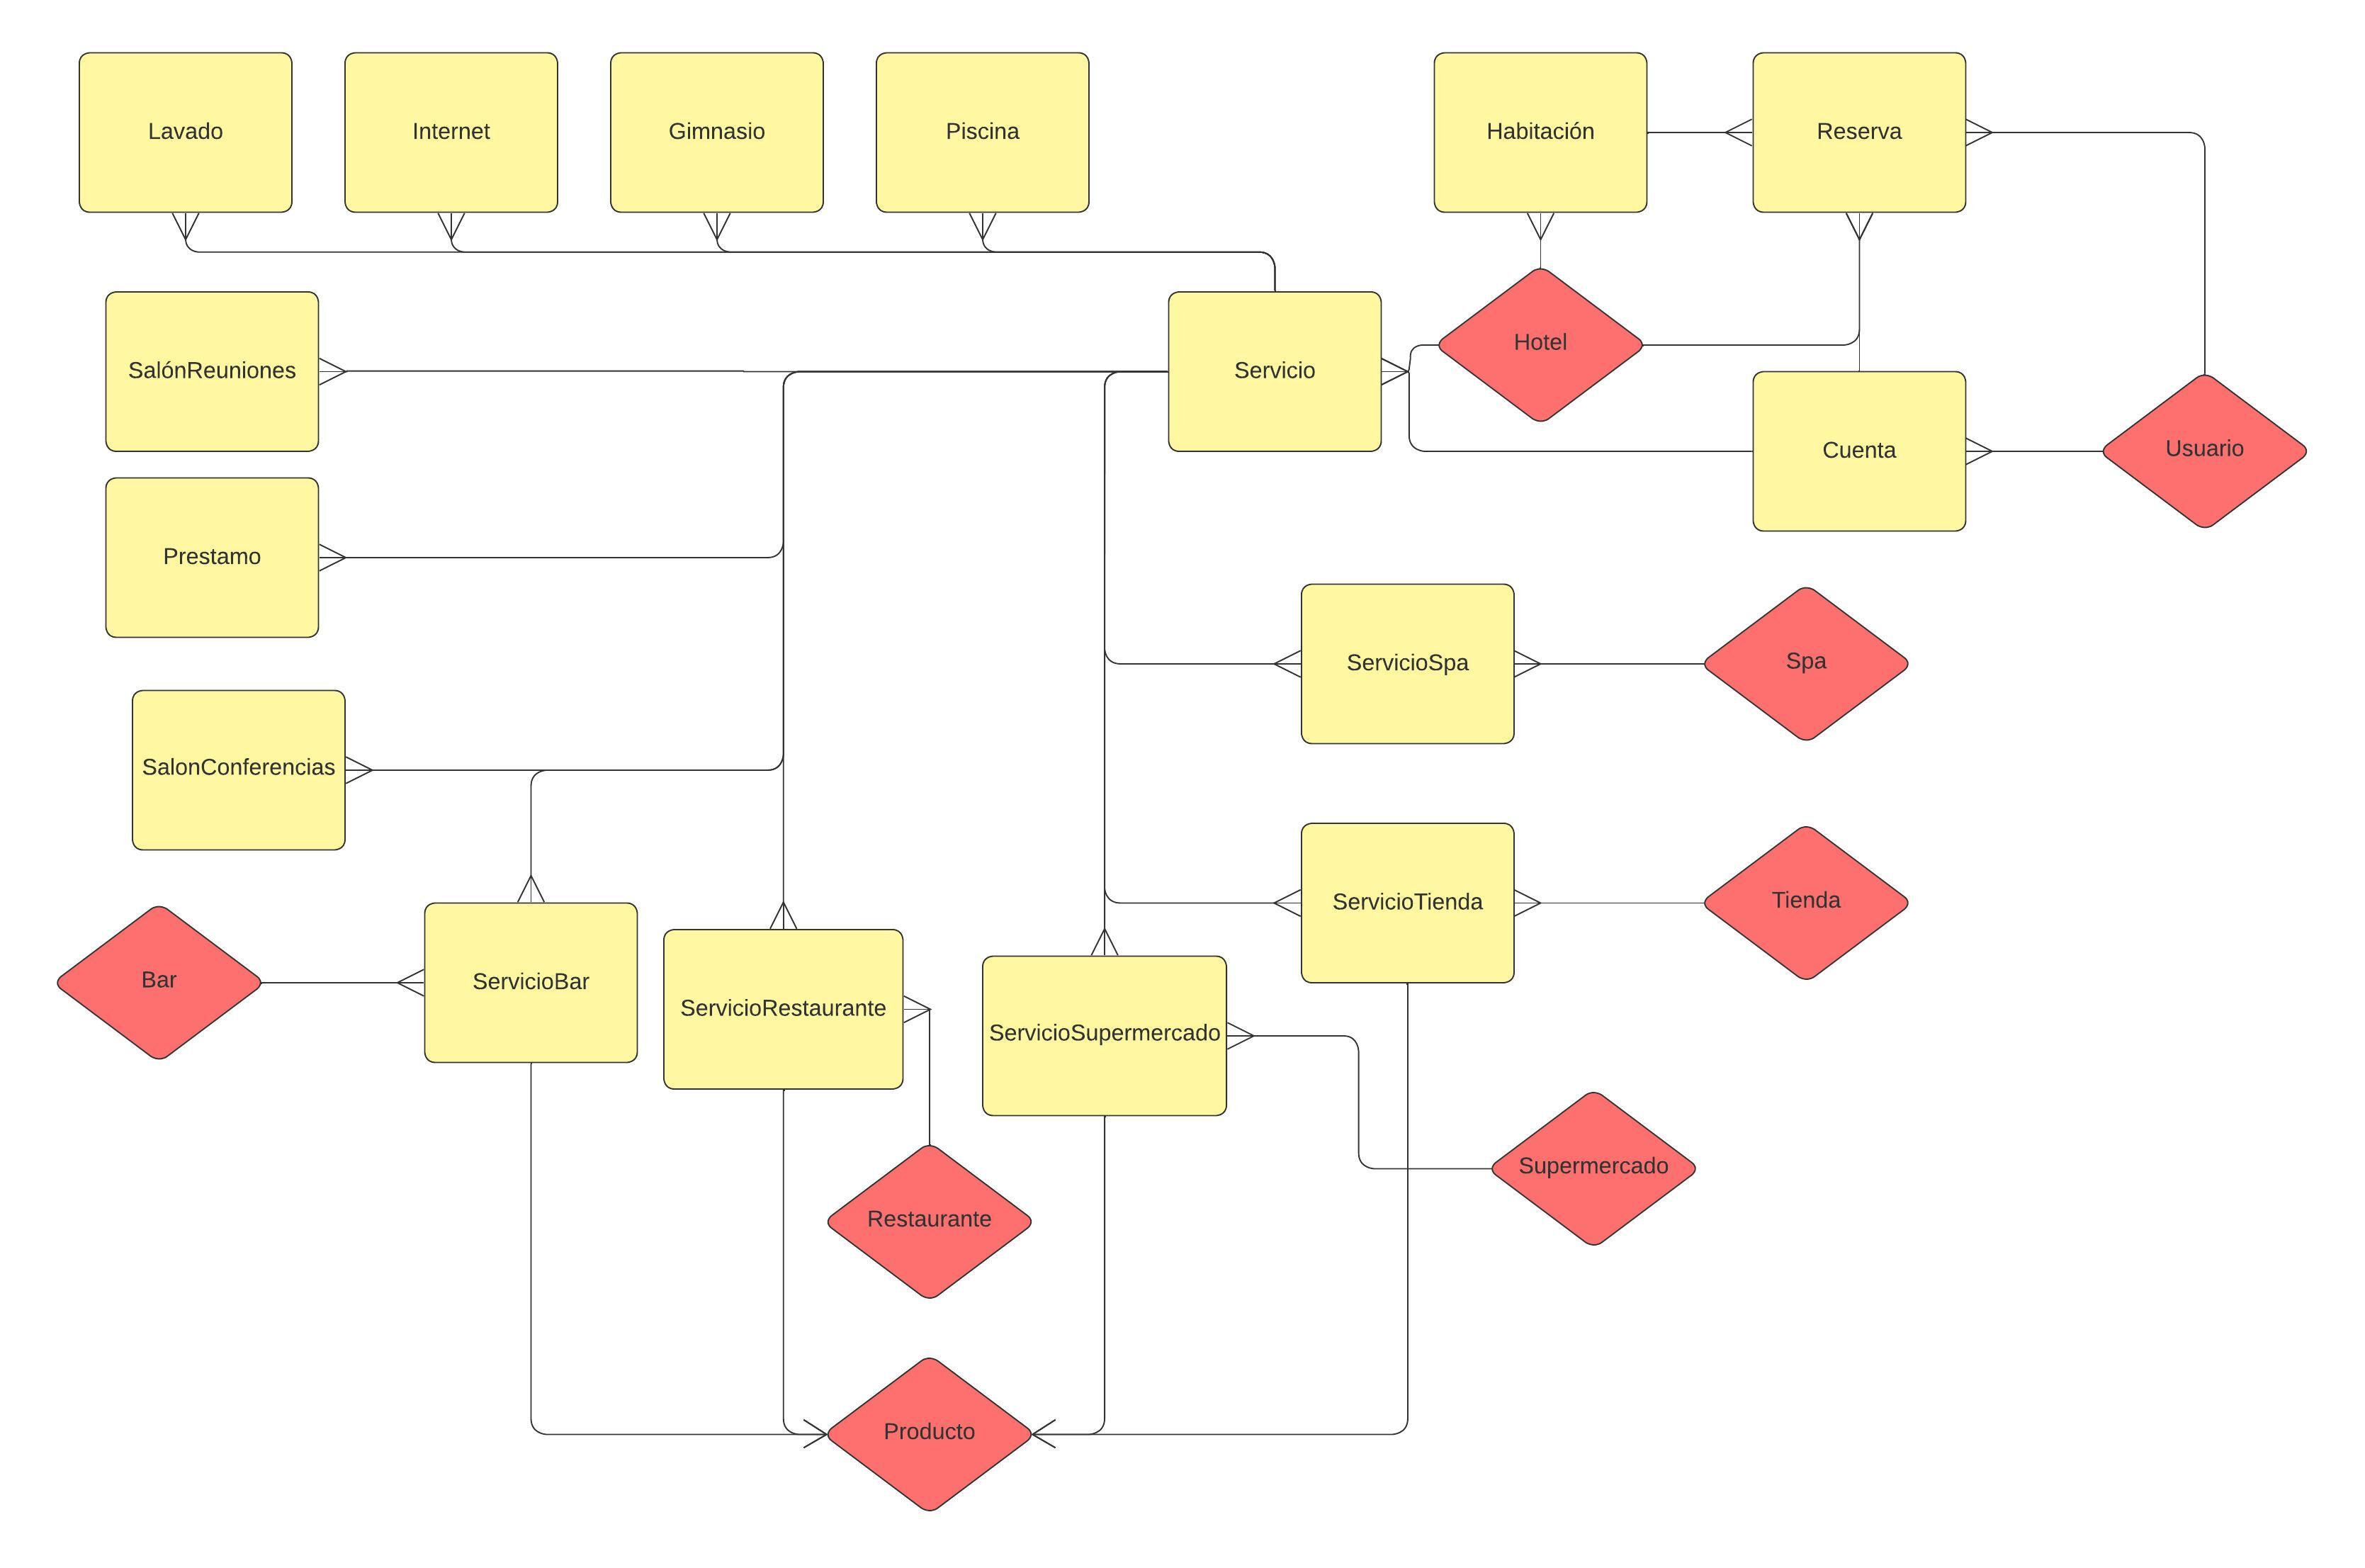 Lavado
Internet
Gimnasio
Piscina
Habitación
Reserva
SalónReuniones
Servicio
Hotel
Cuenta
Usuario
Prestamo
ServicioSpa
Spa
SalonConferencias
ServicioTienda
Tienda
Bar
ServicioBar
ServicioRestaurante
ServicioSupermercado
Supermercado
Restaurante
Producto